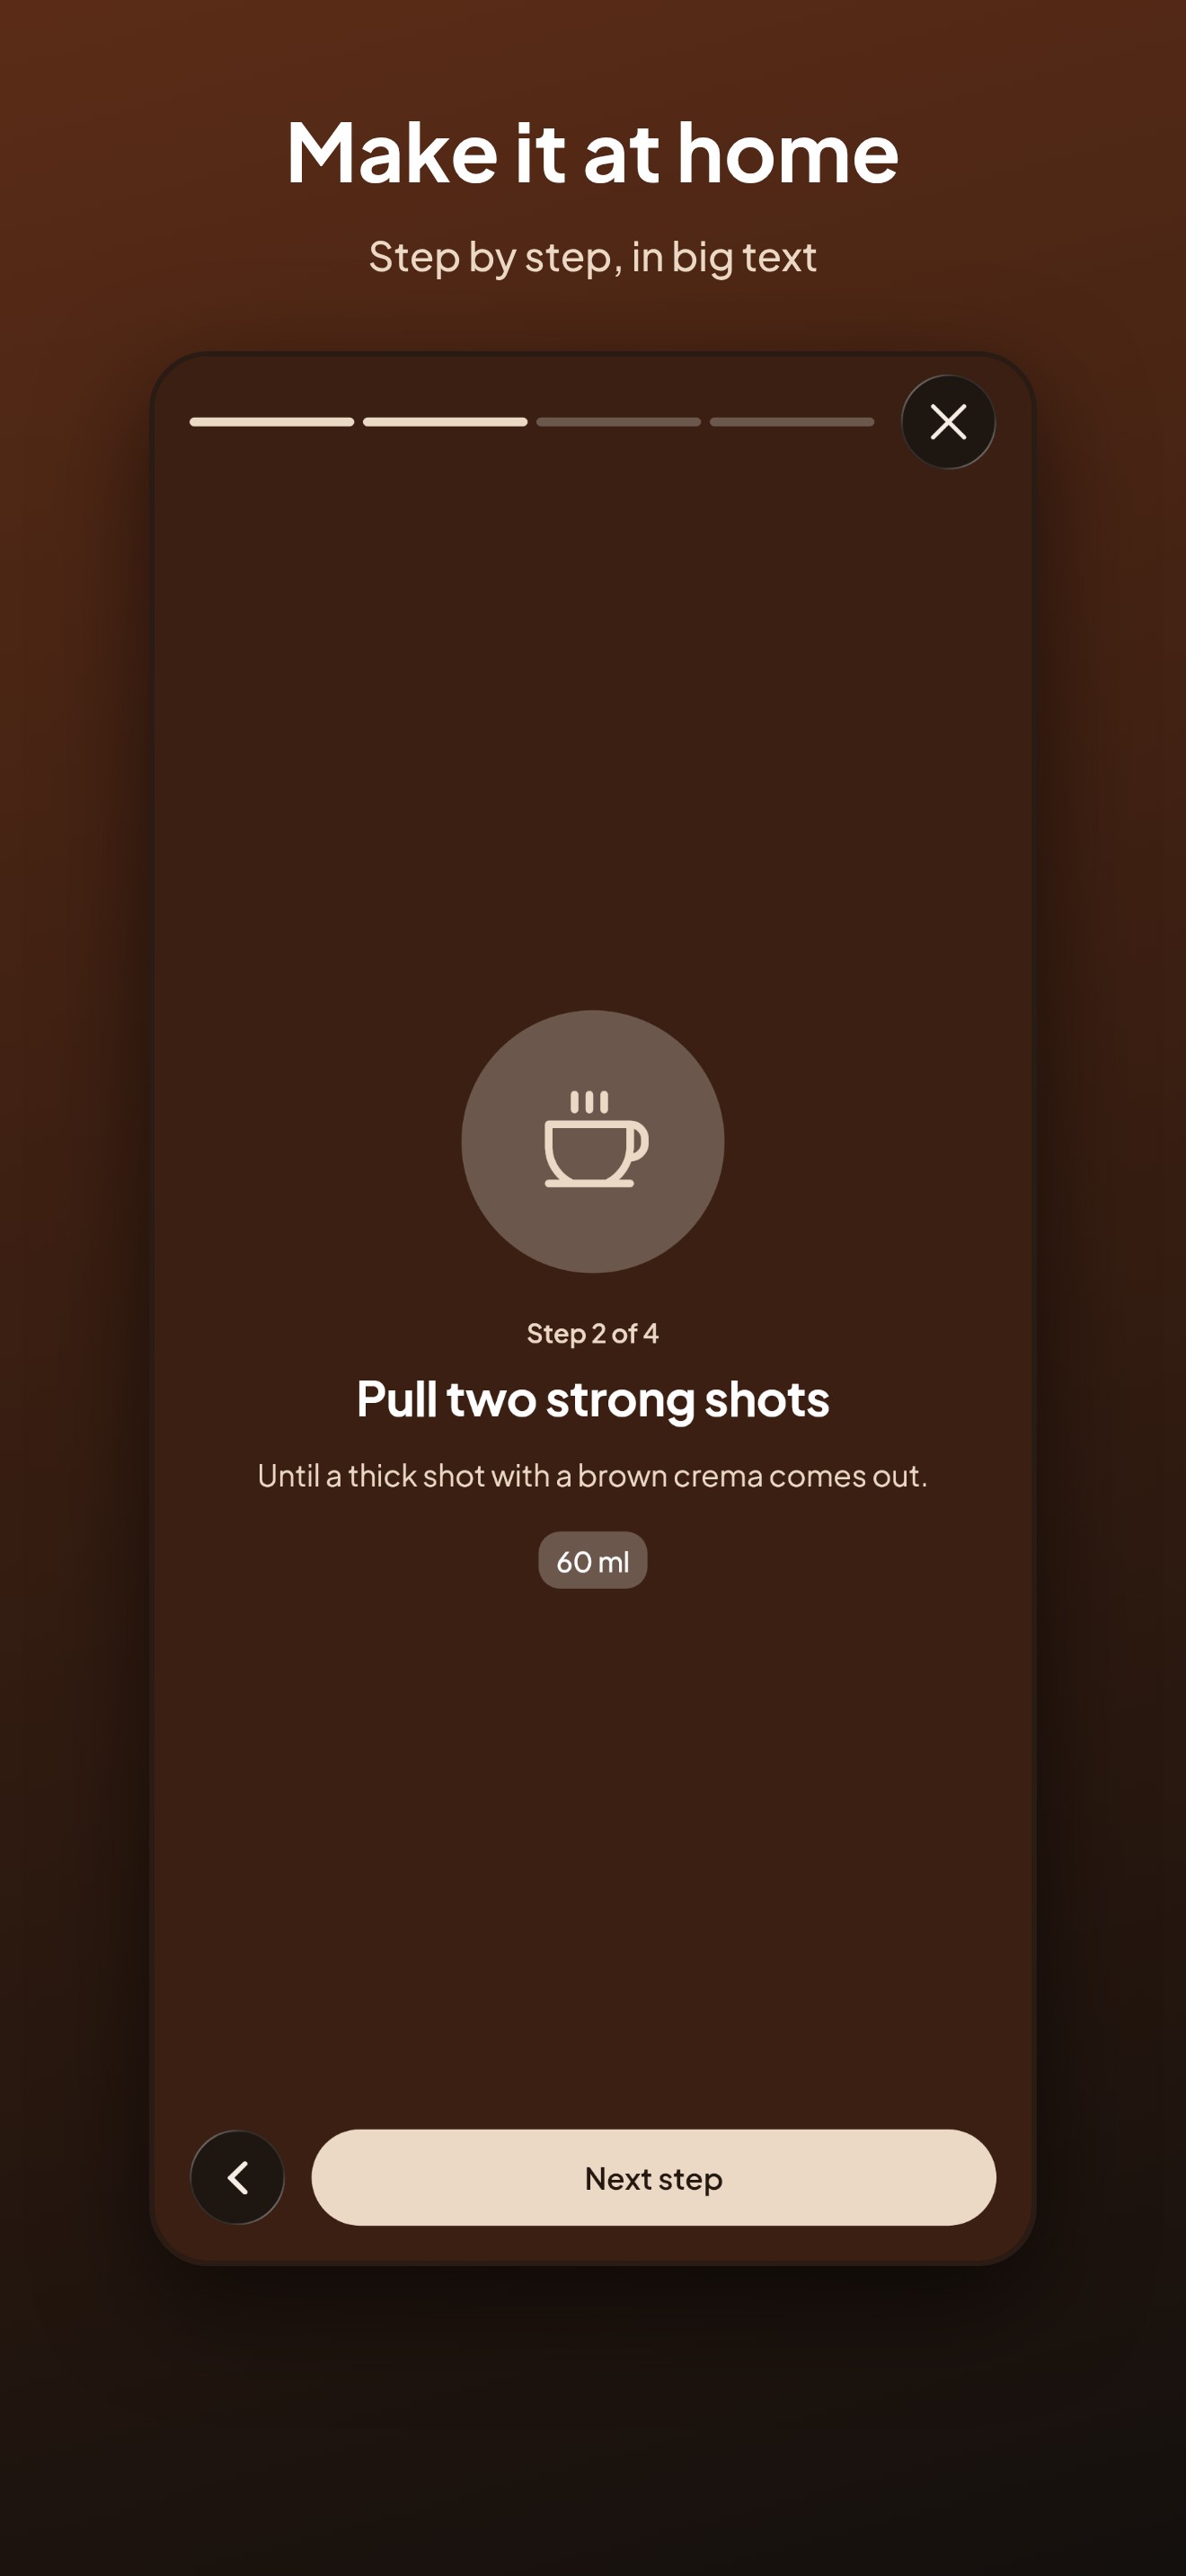 Make it at home
Step by step, in big text
Step 2 of 4
Pull two strong shots
Until a thick shot with a brown crema comes out.
60 ml
Next step